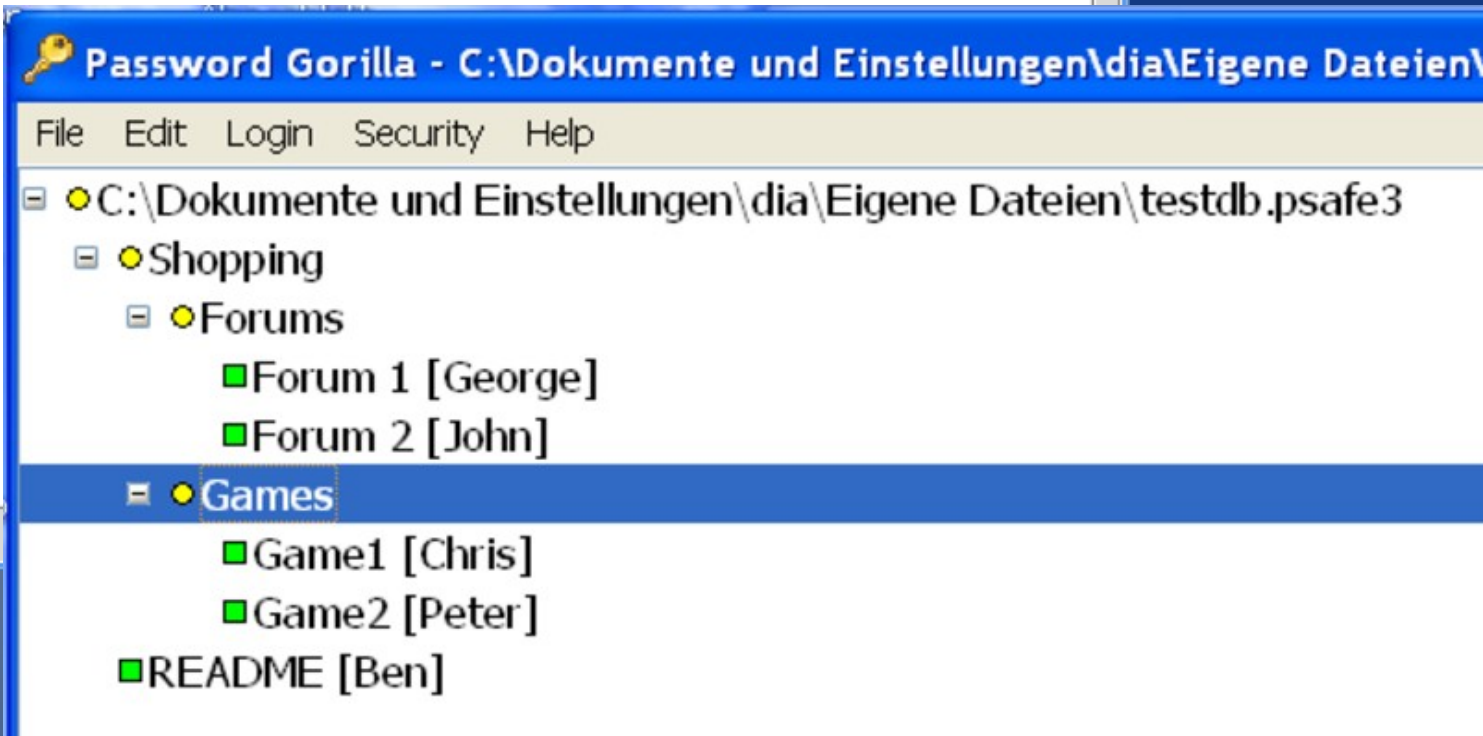 Password Gorilla - C:\Dokumente und Einstellungen\dia\Eigene Dateien\
File Edit Login Security Help
C:\Dokumente und Einstellungen\dia\Eigene Dateien\testdb.psafe3
Shopping
Forums
Forum 1 [George]
Forum 2 [John]
Games
Game1 [Chris]
Game2 [Peter]
README [Ben]